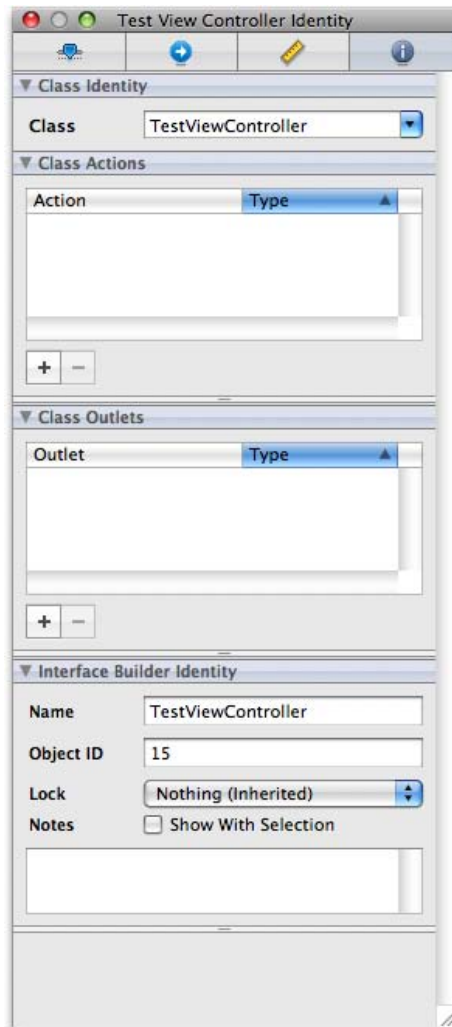 Test View Controller Identity
Class Identity
Class TestViewController
Class Actions
Action Type
+ −
Class Outlets
Outlet Type
+ −
Interface Builder Identity
Name TestViewController
Object ID 15
Lock Nothing (Inherited)
Notes Show With Selection